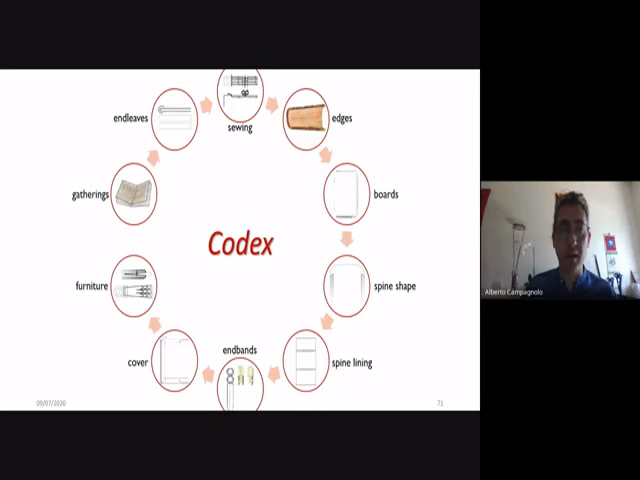 sewing
endleaves
edges
gatherings
boards
Codex
furniture
spine shape
endbands
cover
spine lining
09/07/2020
71
Alberto Campagnolo